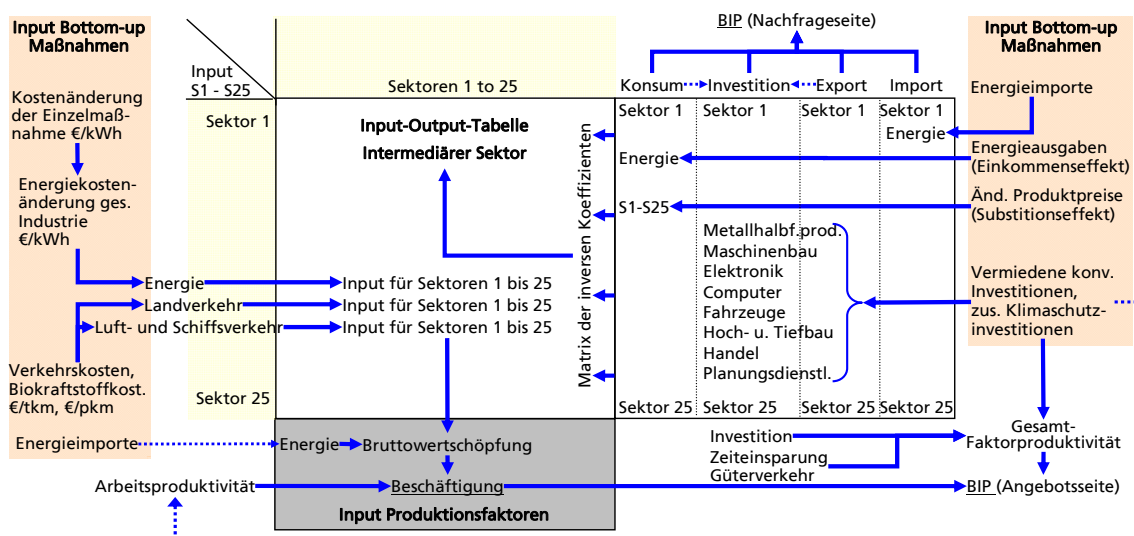 BIP (Nachfrageseite)
Input Bottom-up
Maßnahmen
Kostenänderung
der Einzelmaß-
nahme €/kWh
Energiekosten-
änderung ges.
Industrie
€/kWh
Verkehrskosten,
Biokraftstoffkost.
€/tkm, €/pkm
Energieimporte
Arbeitsproduktivität
Input
S1 - S25
Sektor 1
Sektor 25
Energie
Landverkehr
Luft- und Schiffsverkehr
Sektoren 1 to 25
Input-Output-Tabelle
Intermediärer Sektor
Input für Sektoren 1 bis 25
Input für Sektoren 1 bis 25
Input für Sektoren 1 bis 25
Matrix der inversen Koeffizienten
Energie
Bruttowertschöpfung
Beschäftigung
Input Produktionsfaktoren
Konsum
Investition
Export
Import
Sektor 1
Sektor 1
Sektor 1
Sektor 1
Energie
Energie
S1-S25
Metallhalbf.prod.
Maschinenbau
Elektronik
Computer
Fahrzeuge
Hoch- u. Tiefbau
Handel
Planungsdienstl.
Sektor 25
Sektor 25
Sektor 25
Sektor 25
Investition
Zeiteinsparung
Güterverkehr
Input Bottom-up
Maßnahmen
Energieimporte
Energieausgaben
(Einkommenseffekt)
Änd. Produktpreise
(Substitionseffekt)
Vermiedene konv.
Investitionen,
zus. Klimaschutz-
investitionen
Gesamt-
Faktorproduktivität
BIP (Angebotsseite)